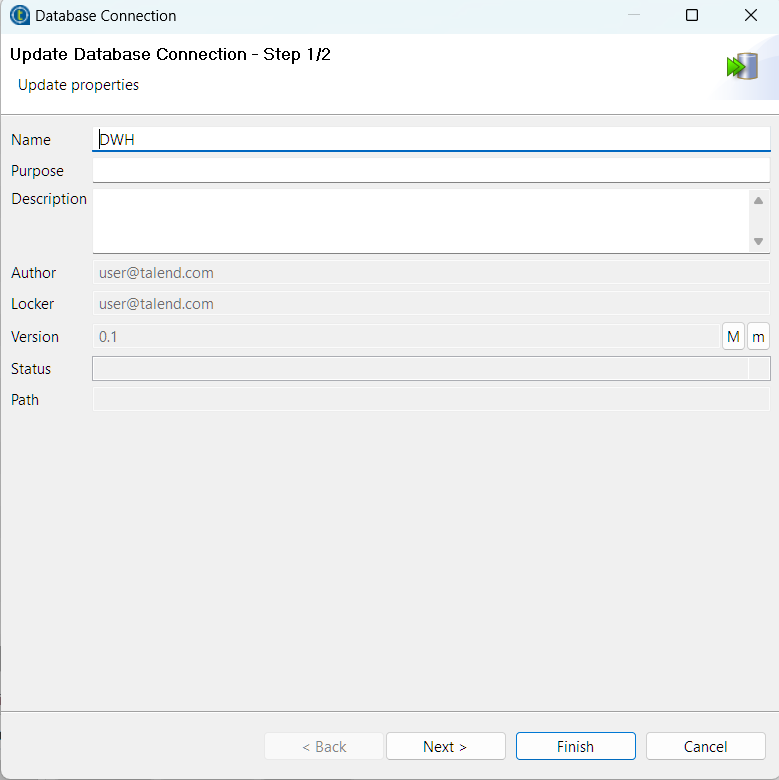 Database Connection
Update Database Connection - Step 1/2
Update properties
Name DWH
Purpose
Description
Author user@talend.com
Locker user@talend.com
Version 0.1 M m
Status
Path
< Back Next > Finish Cancel